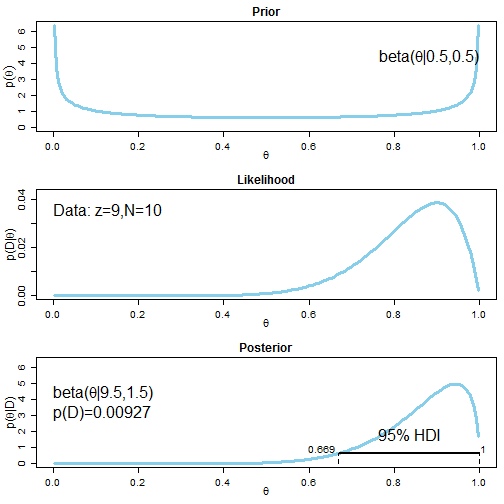 Prior
beta(θ|0.5,0.5)
p(θ)
0 1 2 3 4 5 6
0.0 0.2 0.4 0.6 0.8 1.0
θ
Likelihood
Data: z=9,N=10
p(D|θ)
0.00 0.02 0.04
0.0 0.2 0.4 0.6 0.8 1.0
θ
Posterior
beta(θ|9.5,1.5)
p(D)=0.00927
95% HDI
0.669 1
p(θ|D)
0 1 2 3 4 5 6
0.0 0.2 0.4 0.6 0.8 1.0
θ